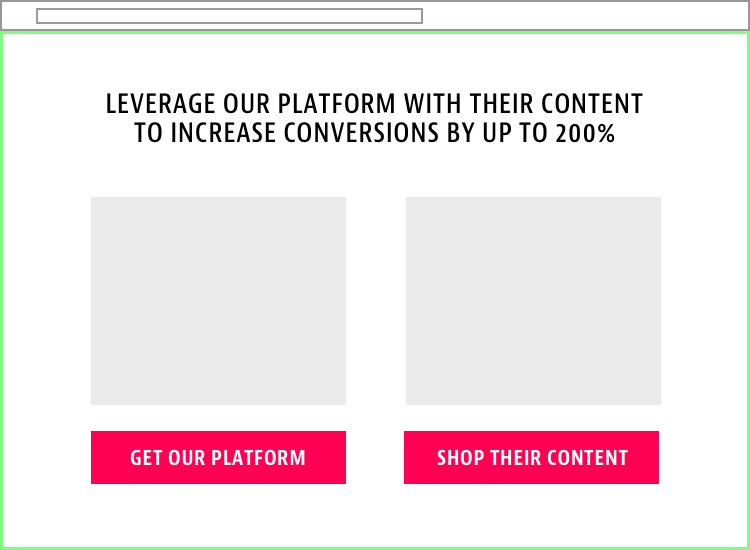 LEVERAGE OUR PLATFORM WITH THEIR CONTENT
TO INCREASE CONVERSIONS BY UP TO 200%
GET OUR PLATFORM
SHOP THEIR CONTENT